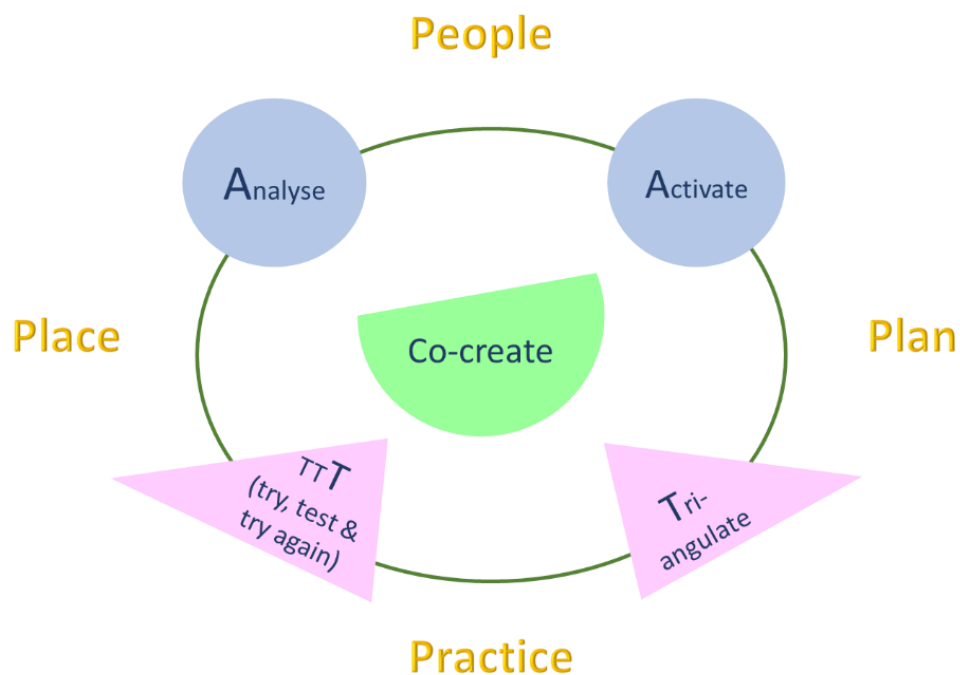 People
Analyse
Activate
Place
Co-create
Plan
TTT
(try, test &
try again)
Tri-
angulate
Practice